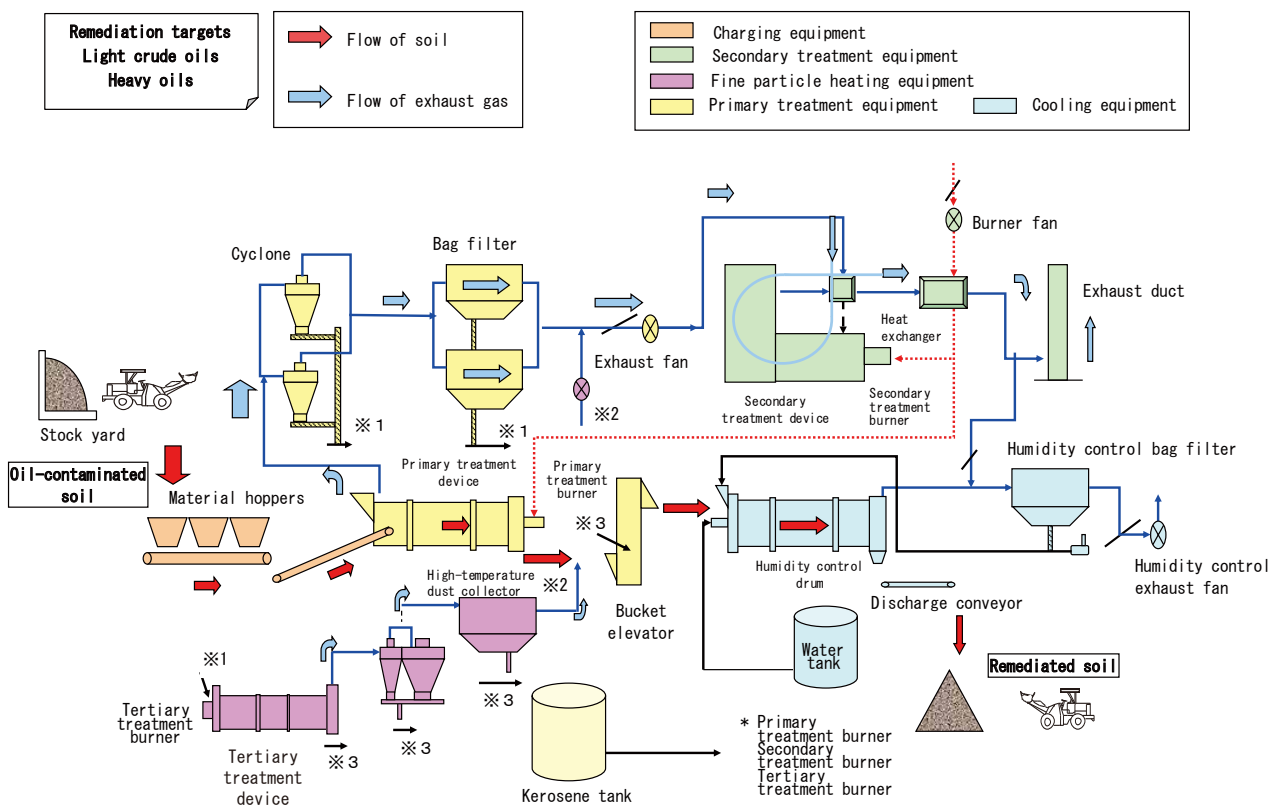 Remediation targets
Light crude oils
Heavy oils
Flow of soil
Flow of exhaust gas
Charging equipment
Secondary treatment equipment
Fine particle heating equipment
Primary treatment equipment
Cooling equipment
Burner fan
Bag filter
Cyclone
Exhaust duct
Heat
exchanger
Exhaust fan
Secondary
treatment device
Secondary
treatment
burner
※2
※1
※1
Stock yard
Oil-contaminated
soil
Material hoppers
Primary treatment
device
Primary
treatment
burner
Humidity control bag filter
※3
High-temperature
dust collector
※2
Bucket
elevator
Humidity control
drum
Humidity control
exhaust fan
Discharge conveyor
Water
tank
Remediated soil
※1
Tertiary
treatment
burner
※3
※3
※3
Tertiary
treatment
device
Kerosene tank
* Primary
treatment burner
Secondary
treatment burner
Tertiary
treatment burner